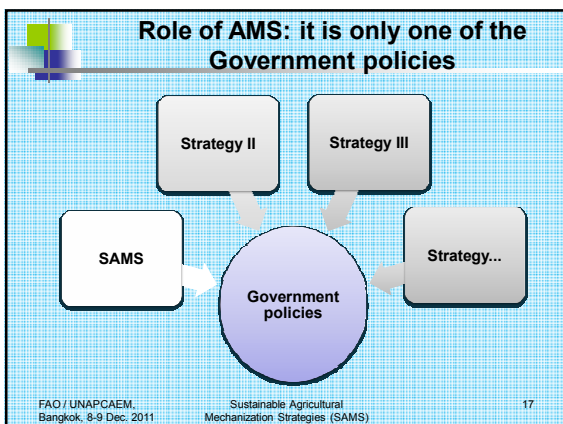 Role of AMS: it is only one of the
Government policies
Strategy II
Strategy III
SAMS
Strategy...
Government
policies
FAO / UNAPCAEM,
Bangkok, 8-9 Dec. 2011
Sustainable Agricultural
Mechanization Strategies (SAMS)
17